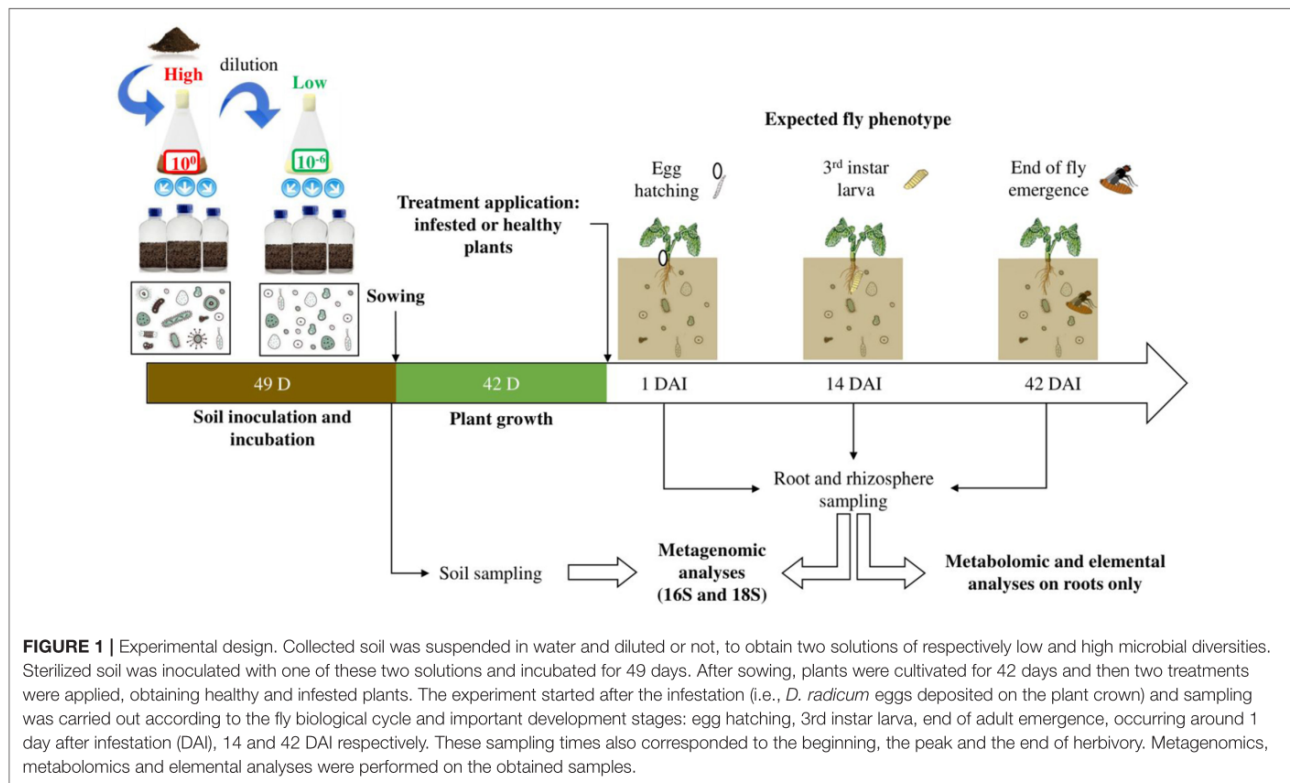 dilution
High
Low
10⁰
10⁻⁶
Expected fly phenotype
Egg
hatching
3rd instar
larva
End of fly
emergence
Treatment application:
infested or healthy
plants
Sowing
49 D
42 D
1 DAI
14 DAI
42 DAI
Soil inoculation and
incubation
Plant growth
Root and rhizosphere
sampling
Soil sampling
Metagenomic
analyses
(16S and 18S)
Metabolomic and elemental
analyses on roots only
FIGURE 1 | Experimental design. Collected soil was suspended in water and diluted or not, to obtain two solutions of respectively low and high microbial diversities.
Sterilized soil was inoculated with one of these two solutions and incubated for 49 days. After sowing, plants were cultivated for 42 days and then two treatments
were applied, obtaining healthy and infested plants. The experiment started after the infestation (i.e., D. radicum eggs deposited on the plant crown) and sampling
was carried out according to the fly biological cycle and important development stages: egg hatching, 3rd instar larva, end of adult emergence, occurring around 1
day after infestation (DAI), 14 and 42 DAI respectively. These sampling times also corresponded to the beginning, the peak and the end of herbivory. Metagenomics,
metabolomics and elemental analyses were performed on the obtained samples.